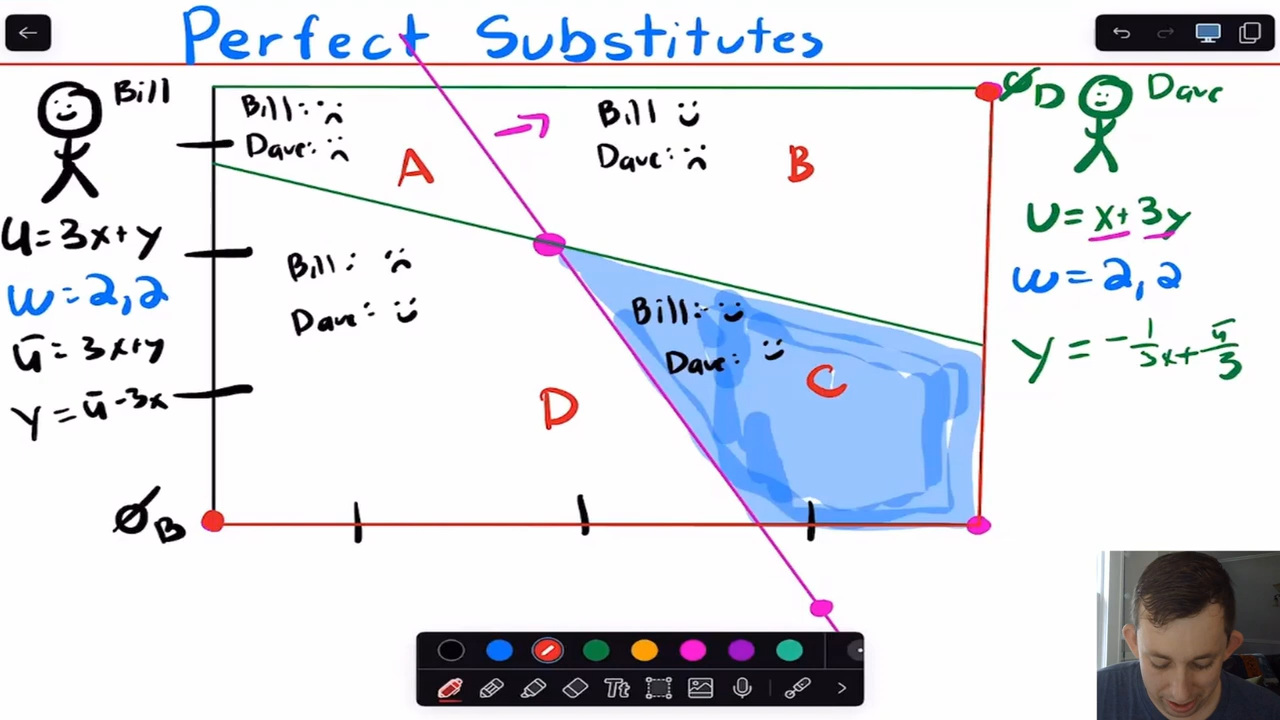 Perfect Substitutes
Bill
U=3x+y
w=2,2
ū=3x+y
y=ū-3x
Bill:
Dave:
A
Bill
Dave:
B
Bill:
Dave:
D
Bill:
Dave:
C
ØB
ØD
Dave
U=x+3y
w=2,2
y=-1/3x+ū/3
Tt